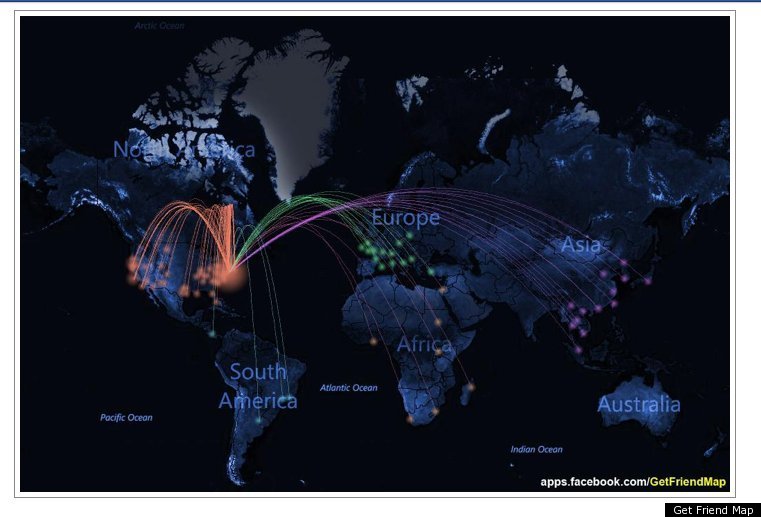 Arctic Ocean
North America
Europe
Asia
Africa
South
America
Atlantic Ocean
Australia
Pacific Ocean
Indian Ocean
apps.facebook.com/GetFriendMap
Get Friend Map